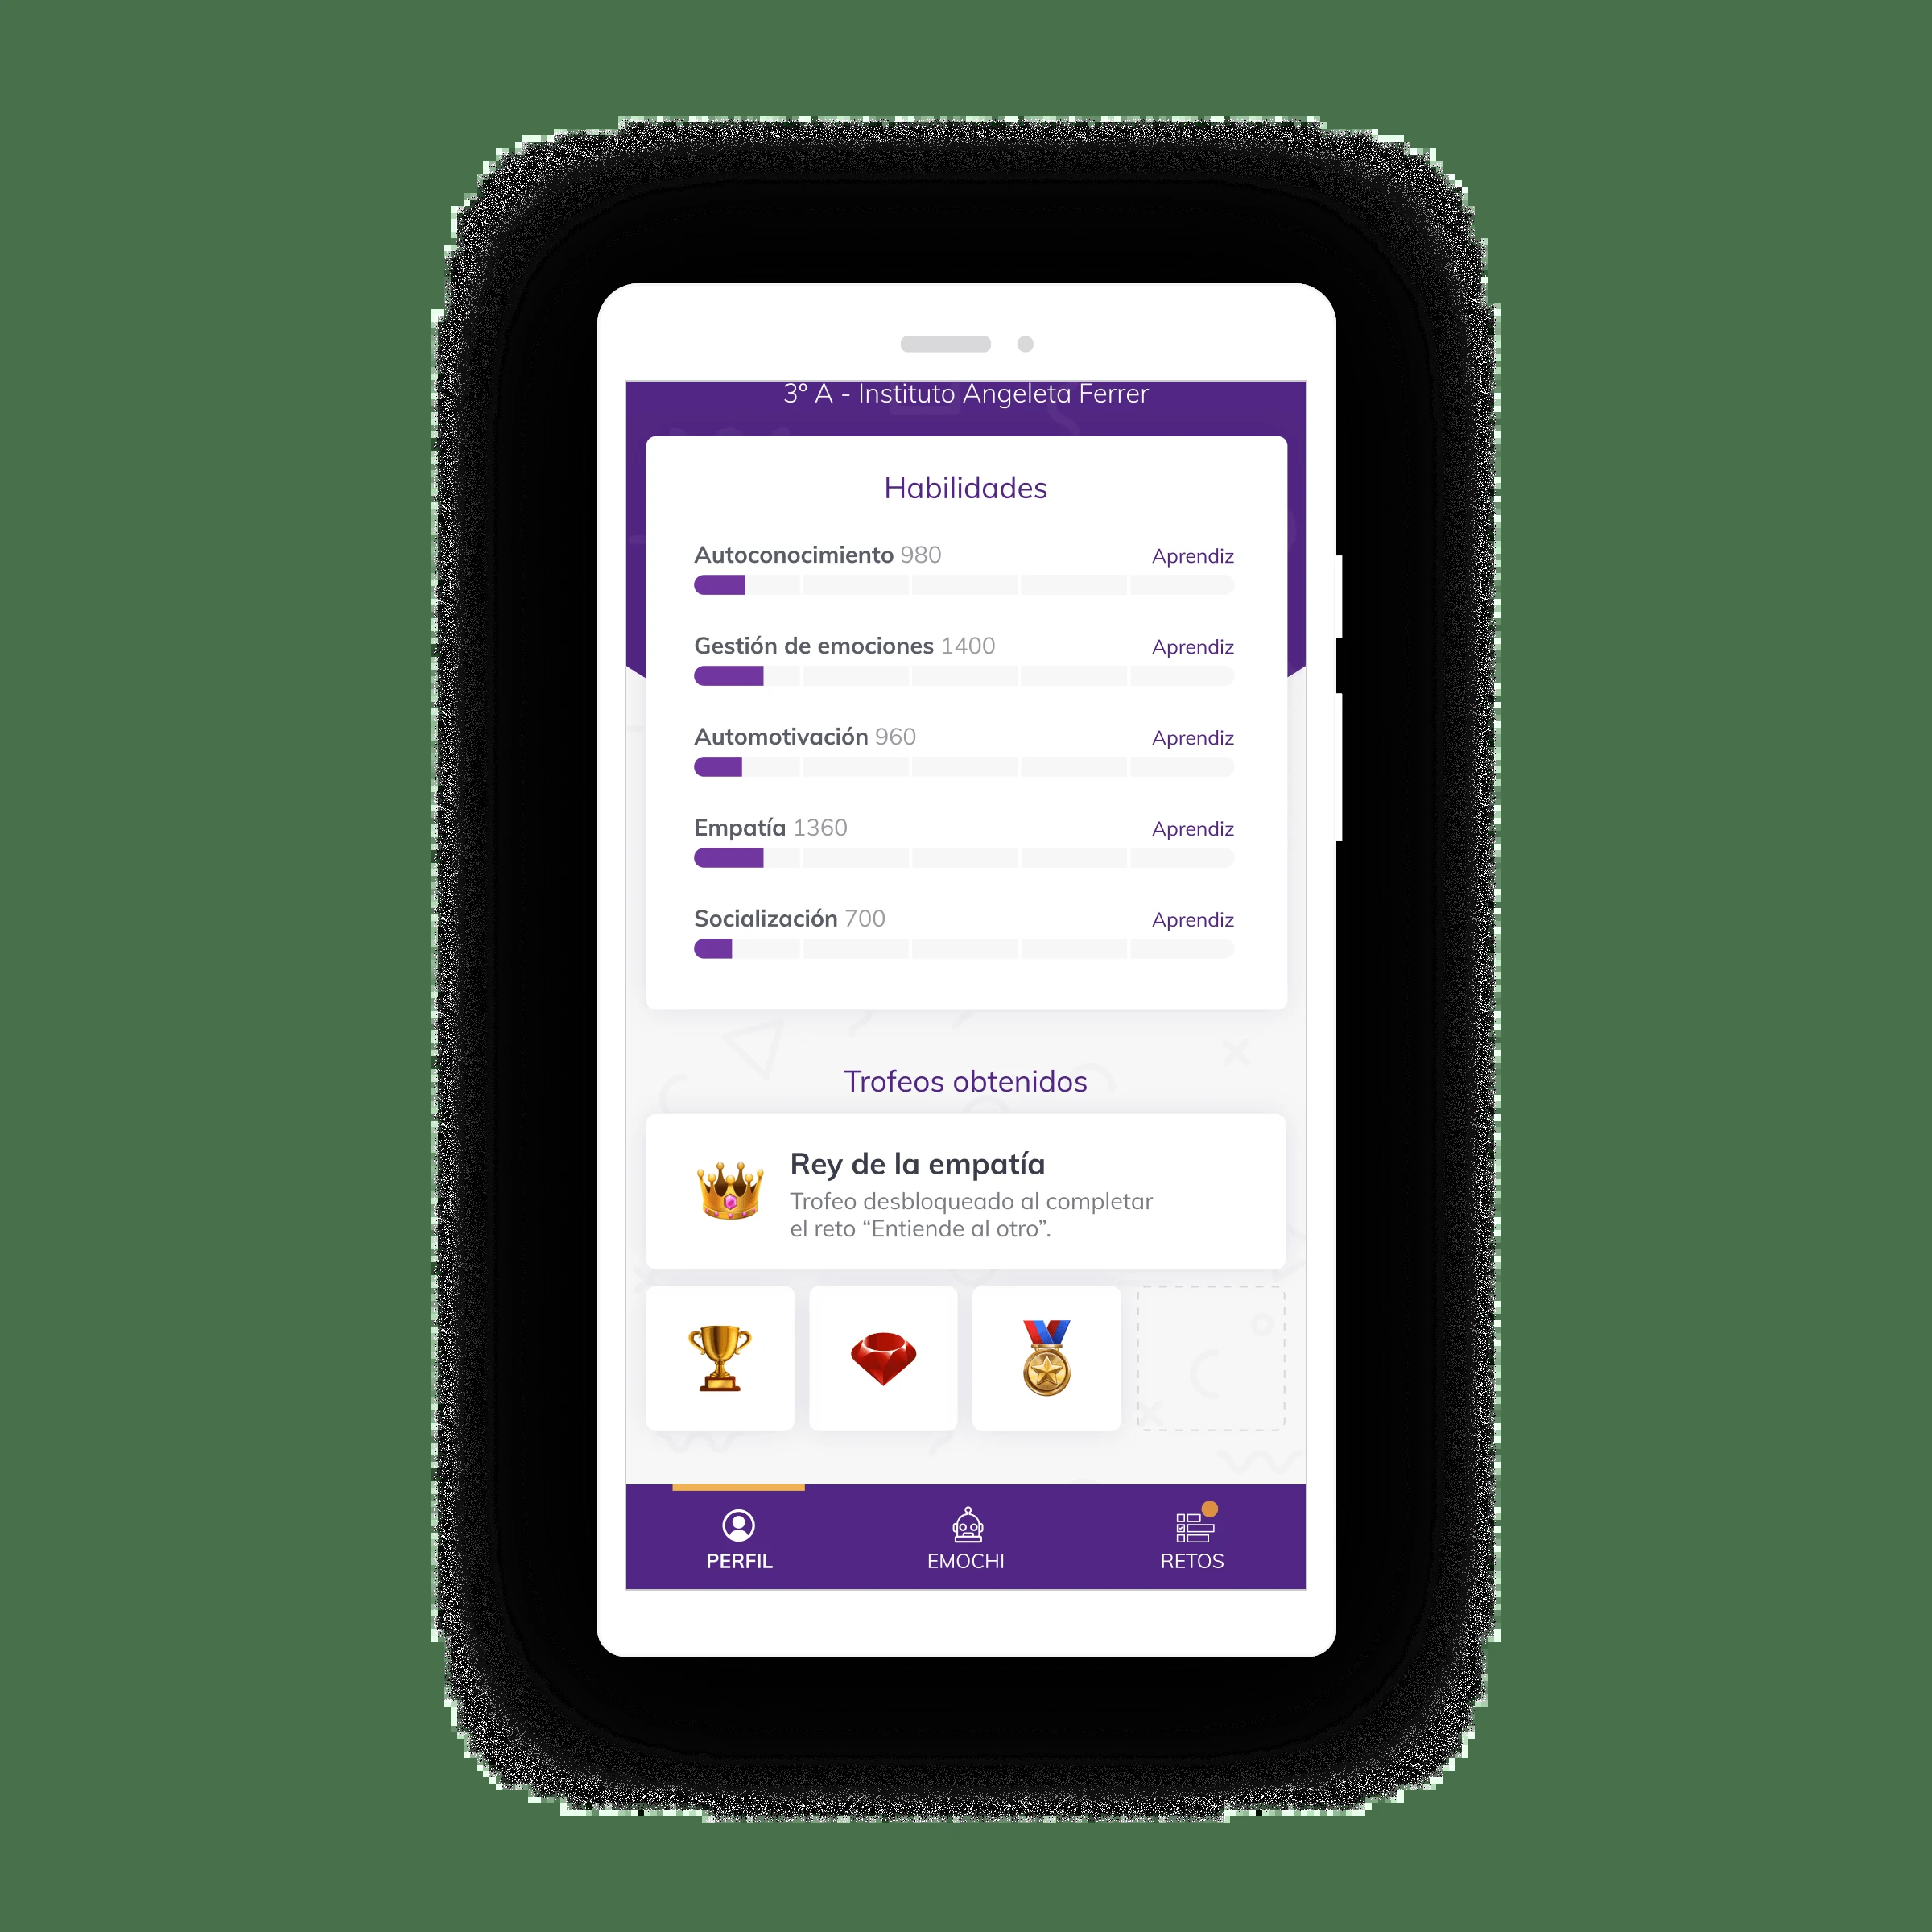 3º A - Instituto Angeleta Ferrer
Habilidades
Autoconocimiento 980 Aprendiz
Gestión de emociones 1400 Aprendiz
Automotivación 960 Aprendiz
Empatía 1360 Aprendiz
Socialización 700 Aprendiz
Trofeos obtenidos
Rey de la empatía
Trofeo desbloqueado al completar
el reto “Entiende al otro”.
PERFIL EMOCHI RETOS